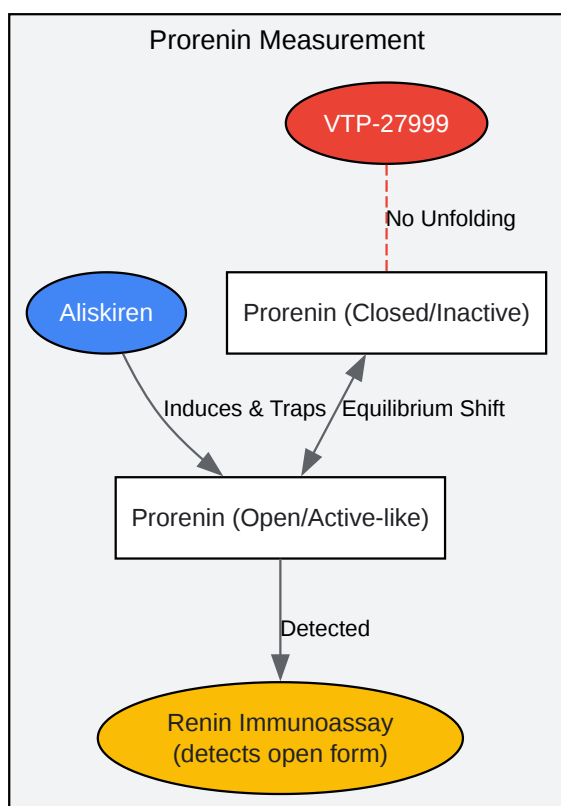 Prorenin Measurement
VTP-27999
No Unfolding
Aliskiren
Prorenin (Closed/Inactive)
Induces & Traps
Equilibrium Shift
Prorenin (Open/Active-like)
Detected
Renin Immunoassay
(detects open form)